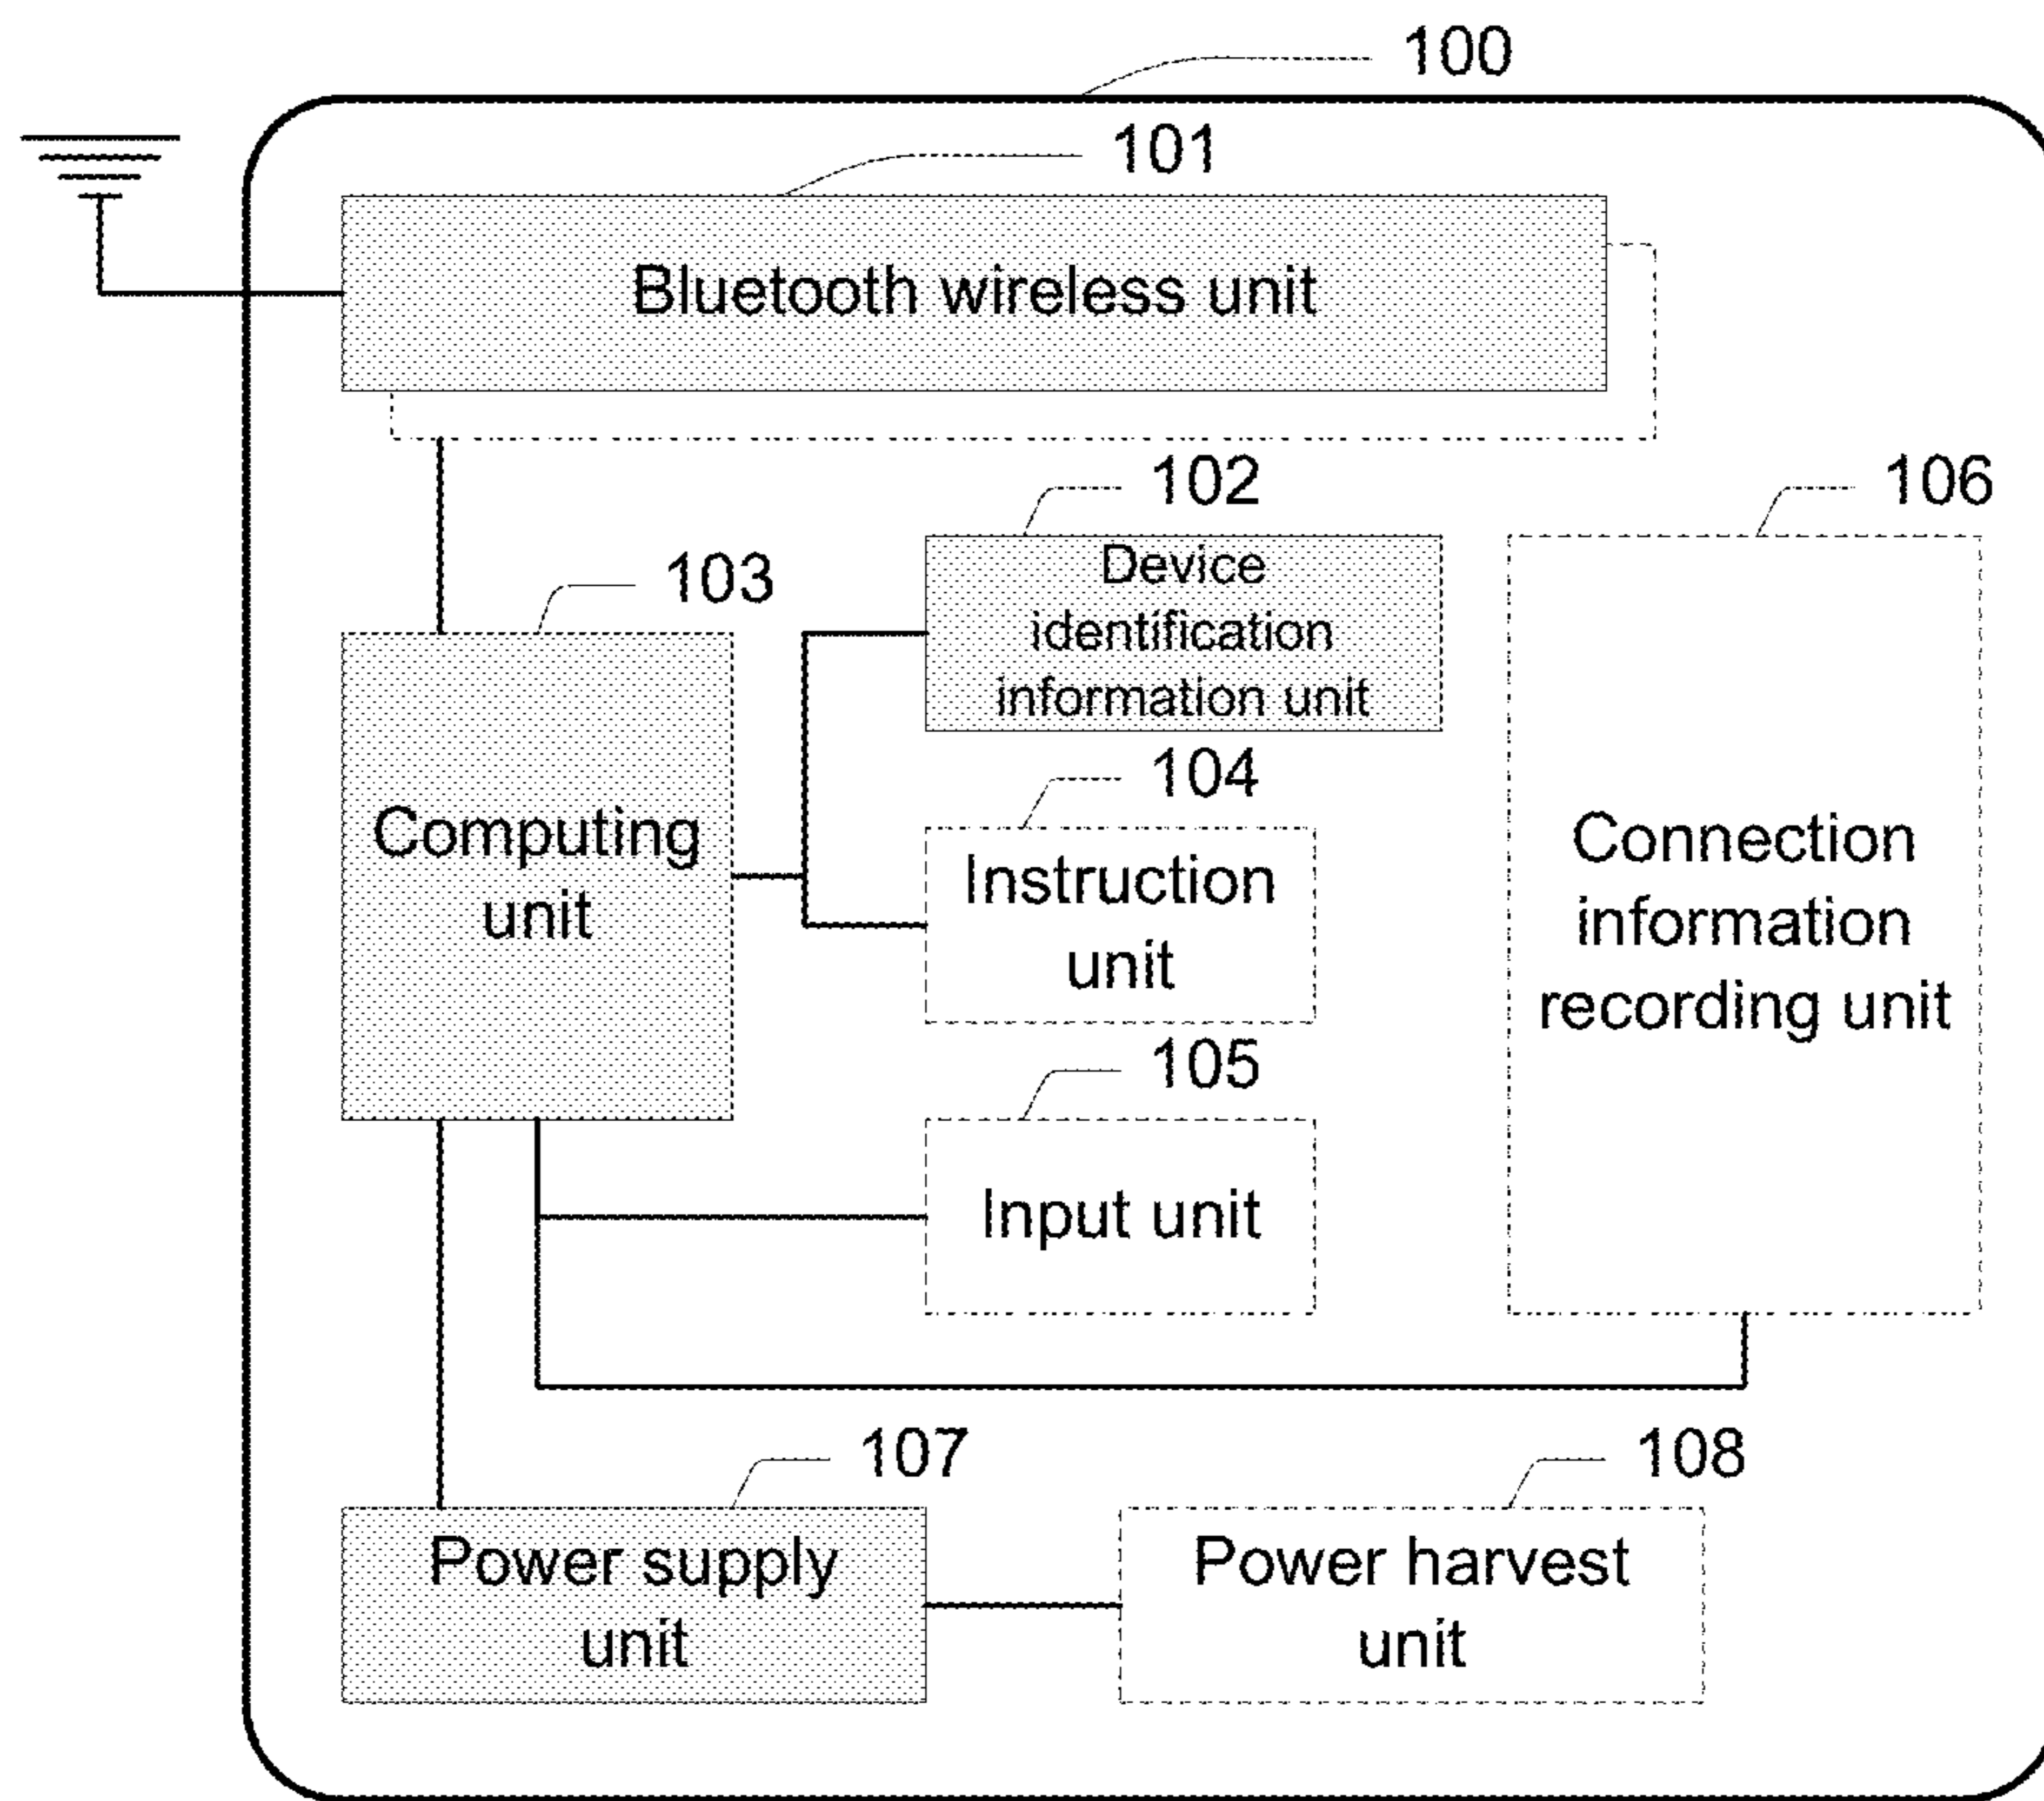 100
101
Bluetooth wireless unit
102
106
103
Device
identification
information unit
104
Computing
unit
Instruction
unit
Connection
information
recording unit
105
Input unit
107
108
Power supply
unit
Power harvest
unit